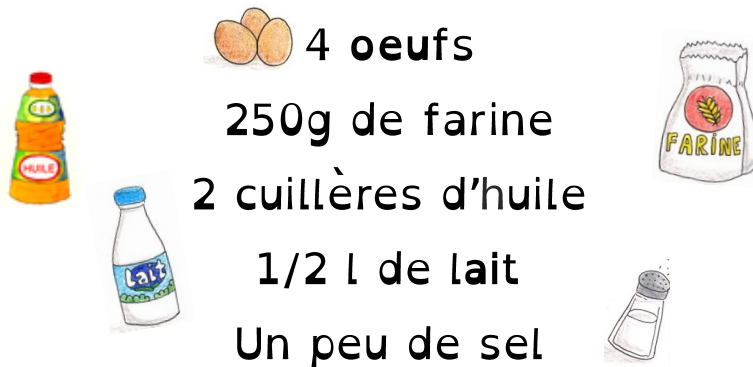 4 oeufs
250g de farine
FARINE
HUILE
2 cuillères d'huile
Lait
1/2 l de lait
Un peu de sel